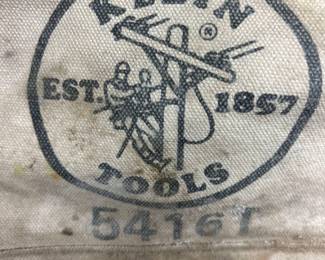 KLEIN
®
EST. 1857
TOOLS
5416T